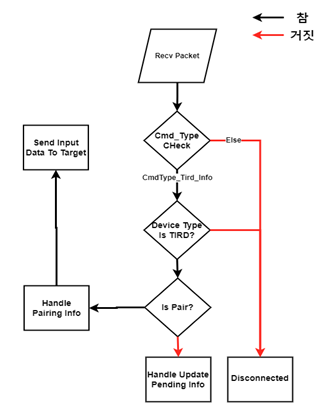 참
거짓
Recv Packet
Cmd_Type
CHeck
Else
CmdType_Tird_Info
Send Input
Data To Target
Device Type
Is TIRD?
Is Pair?
Handle
Pairing Info
Handle Update
Pending Info
Disconnected